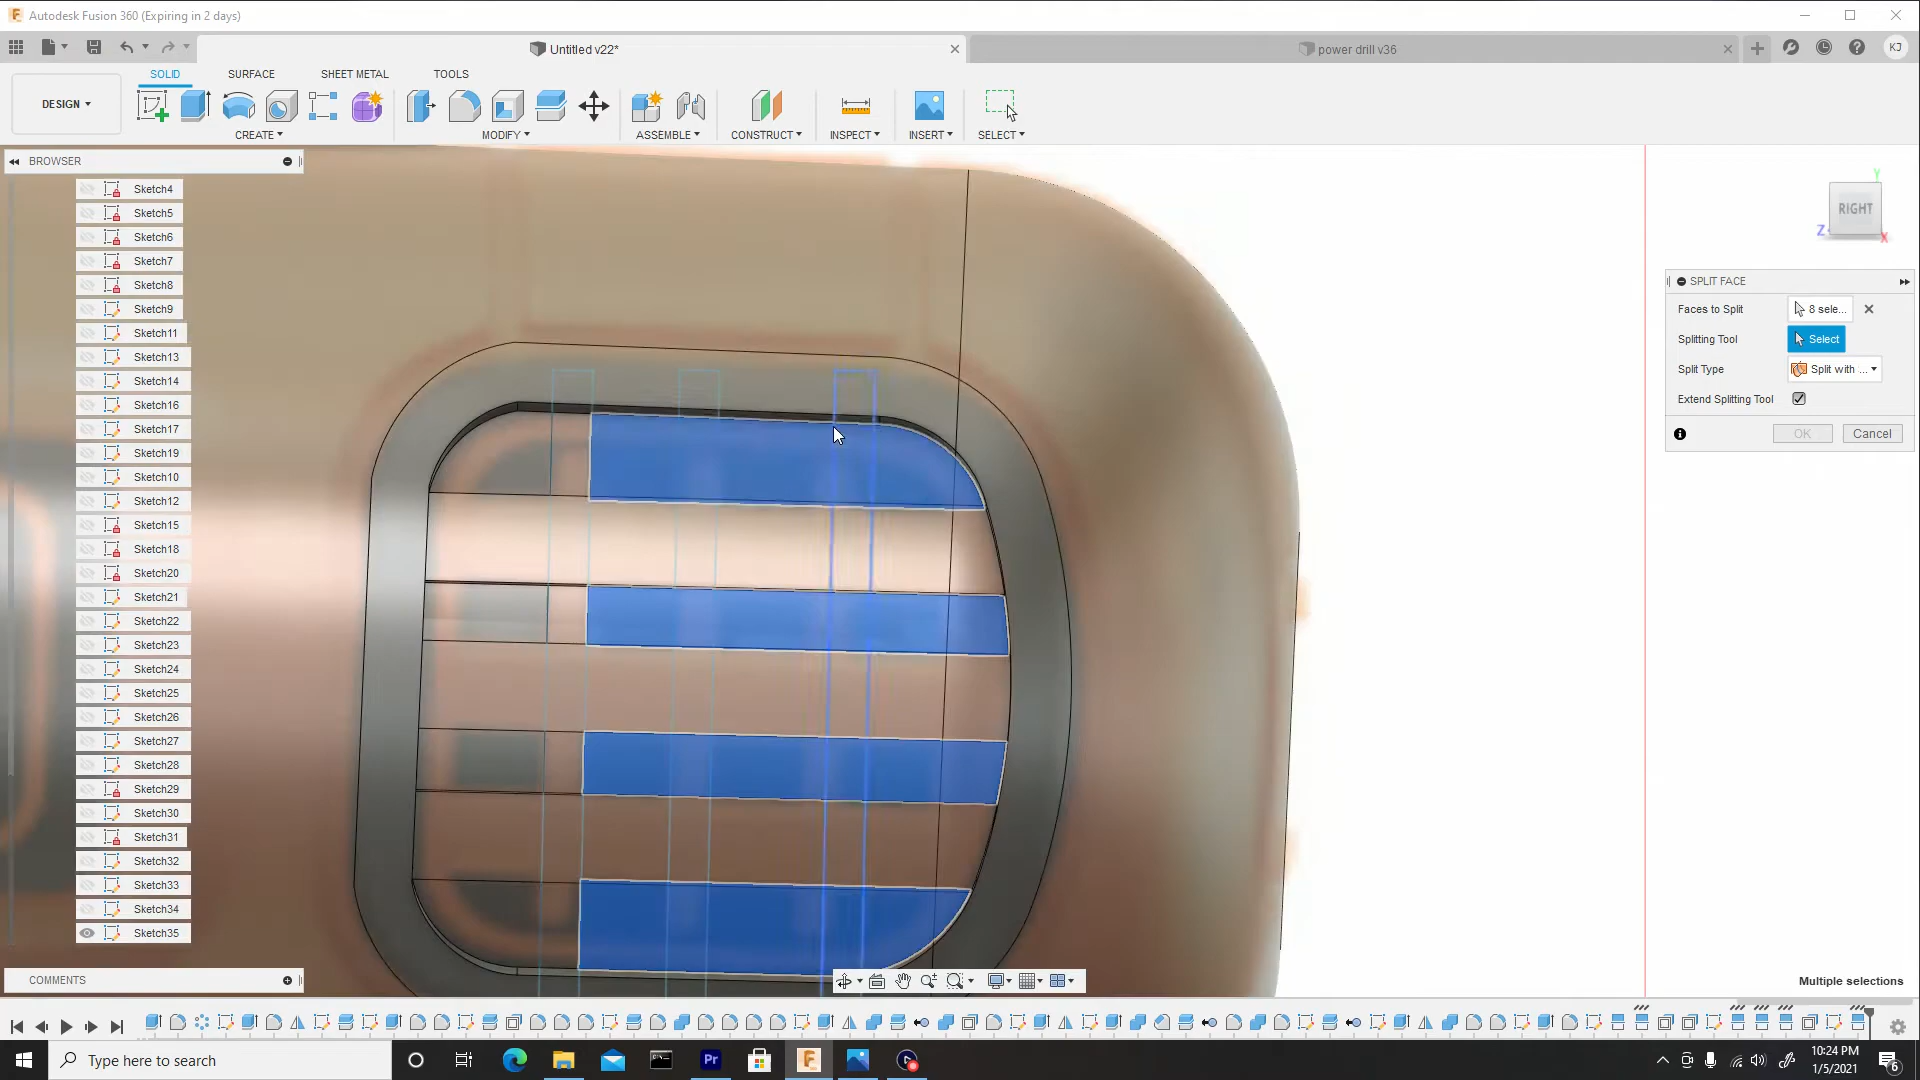 Autodesk Fusion 360 (Expiring in 2 days)
Untitled v22*
power drill v36
KJ
SOLID
SURFACE
SHEET METAL
TOOLS
DESIGN
CREATE
MODIFY
ASSEMBLE
CONSTRUCT
INSPECT
INSERT
SELECT
BROWSER
Sketch4
Sketch5
Sketch6
Sketch7
Sketch8
Sketch9
Sketch11
Sketch13
Sketch14
Sketch16
Sketch17
Sketch19
Sketch10
Sketch12
Sketch15
Sketch18
Sketch20
Sketch21
Sketch22
Sketch23
Sketch24
Sketch25
Sketch26
Sketch27
Sketch28
Sketch29
Sketch30
Sketch31
Sketch32
Sketch33
Sketch34
Sketch35
Y
RIGHT
Z
X
SPLIT FACE
Faces to Split
8 sele...
Splitting Tool
Select
Split Type
Split with ...
Extend Splitting Tool
OK
Cancel
COMMENTS
Multiple selections
Type here to search
Pr
F
10:24 PM
1/5/2021
6